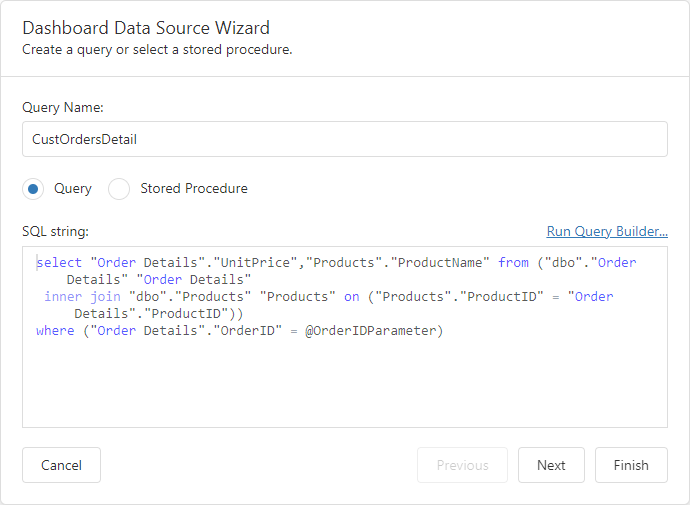 Dashboard Data Source Wizard
Create a query or select a stored procedure.
Query Name:
CustOrdersDetail
Query Stored Procedure
SQL string: Run Query Builder...
select "Order Details"."UnitPrice","Products"."ProductName" from ("dbo"."Order
Details" "Order Details"
inner join "dbo"."Products" "Products" on ("Products"."ProductID" = "Order
Details"."ProductID"))
where ("Order Details"."OrderID" = @OrderIDParameter)
Cancel Previous Next Finish